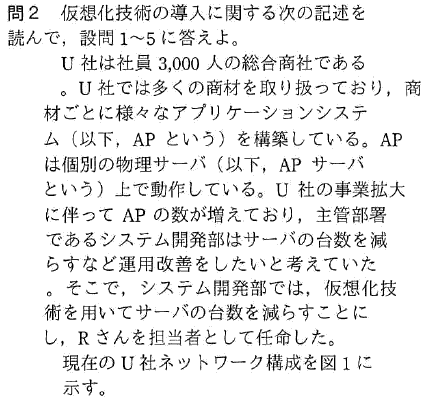 問2 仮想化技術の導入に関する次の記述を
読んで，設問1～5に答えよ。
U社は社員3,000人の総合商社である
。U社では多くの商材を取り扱っており，商
材ごとに様々なアプリケーションシステ
ム（以下，APという）を構築している。AP
は個別の物理サーバ（以下，APサーバ
という）上で動作している。U社の事業拡大
に伴ってAPの数が増えており，主管部署
であるシステム開発部はサーバの台数を減
らすなど運用改善をしたいと考えていた
。そこで，システム開発部では，仮想化技
術を用いてサーバの台数を減らすことに
し，Rさんを担当者として任命した。
現在のU社ネットワーク構成を図1に
示す。